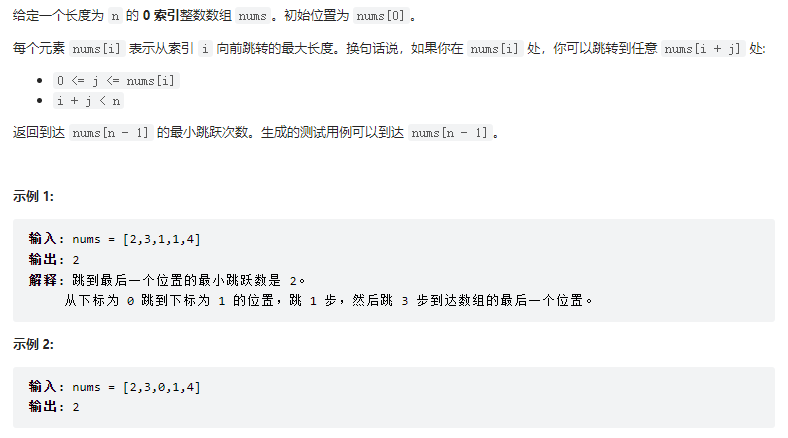 给定一个长度为 n 的 0 索引整数数组 nums。初始位置为 nums[0]。
每个元素 nums[i] 表示从索引 i 向前跳转的最大长度。换句话说，如果你在 nums[i] 处，你可以跳转到任意 nums[i + j] 处:
• 0 <= j <= nums[i]
• i + j < n
返回到达 nums[n - 1] 的最小跳跃次数。生成的测试用例可以到达 nums[n - 1]。
示例 1:
输入: nums = [2,3,1,1,4]
输出: 2
解释: 跳到最后一个位置的最小跳跃数是 2。
从下标为 0 跳到下标为 1 的位置，跳 1 步，然后跳 3 步到达数组的最后一个位置。
示例 2:
输入: nums = [2,3,0,1,4]
输出: 2